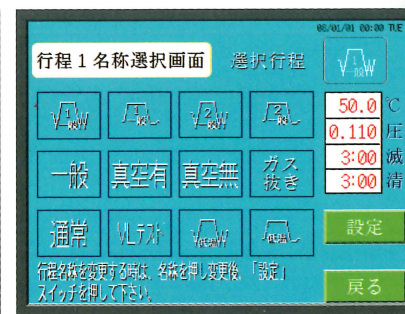 08/01/01 00:00 TUE
行程1名称選択画面 選択行程
50.0 ℃
0.110 圧
3:00 滅
3:00 清
一般 真空有 真空無 ガス抜き
通常 VLテスト
設定
行程名称を変更する時は、名称を押し変更後、「設定」
スイッチを押して下さい。
戻る